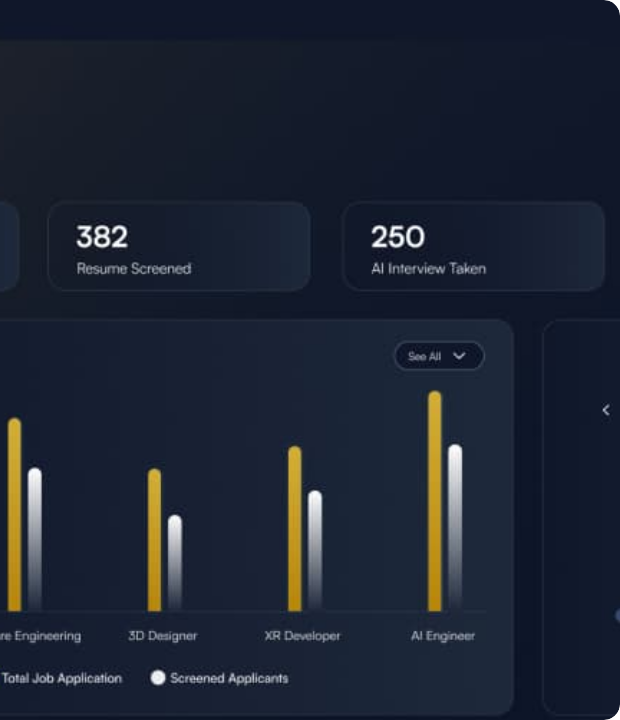 382
Resume Screened
250
AI Interview Taken
See All
re Engineering
3D Designer
XR Developer
AI Engineer
Total Job Application
Screened Applicants